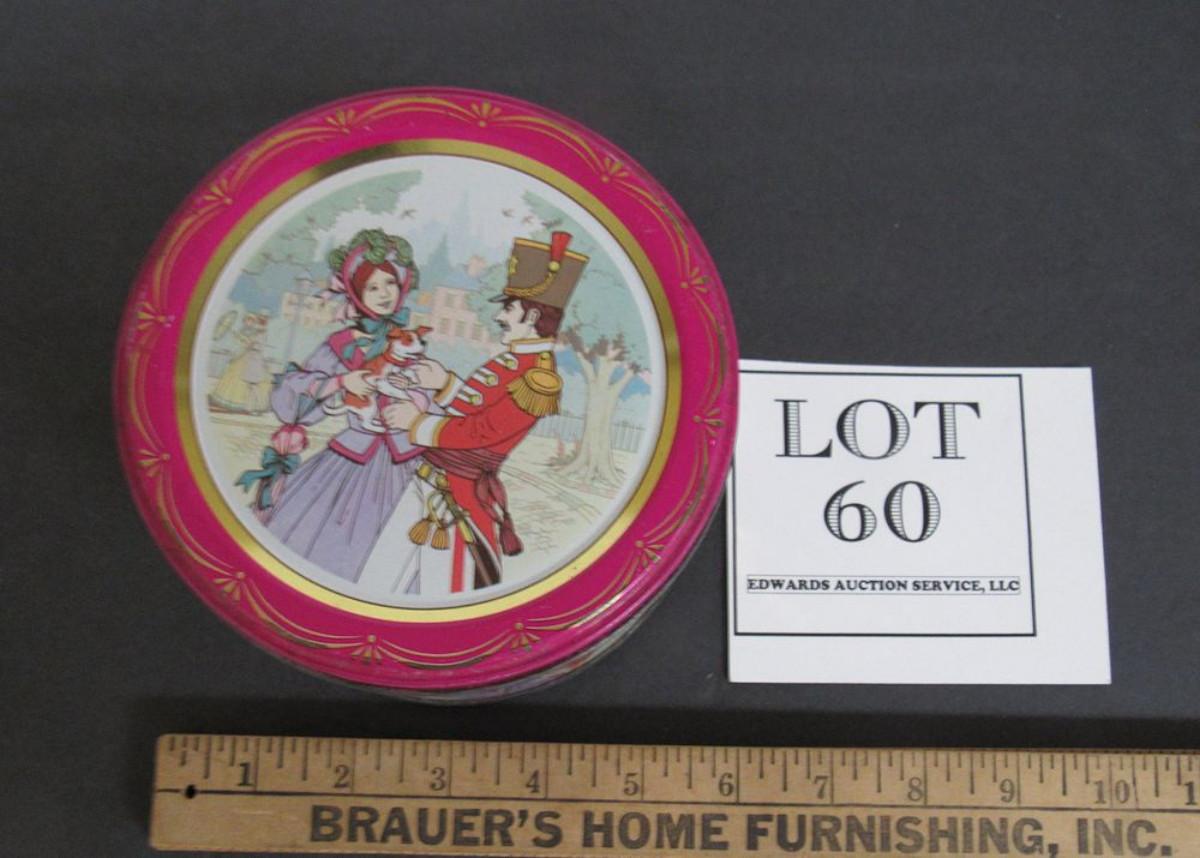 LOT
60
EDWARDS AUCTION SERVICE, LLC
1 2 3 4 5 6 7 8 9 10 1
BRAUER'S HOME FURNISHING, INC.